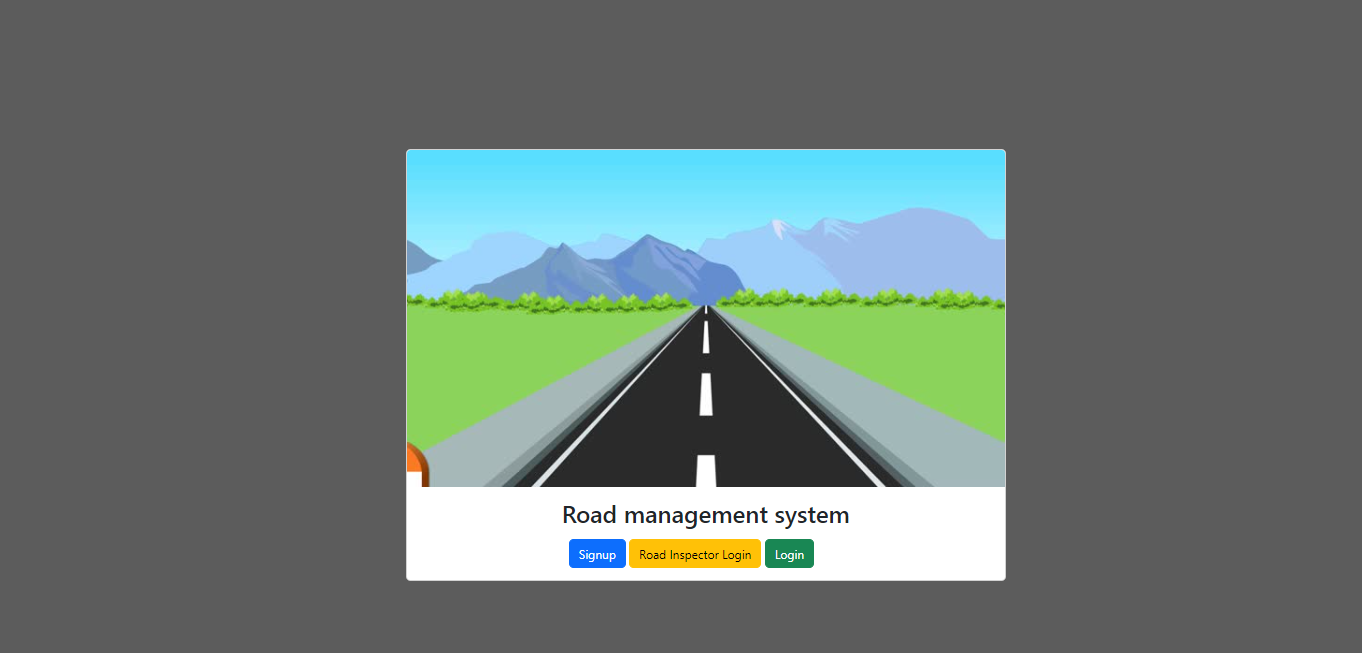 Road management system
Signup Road Inspector Login Login